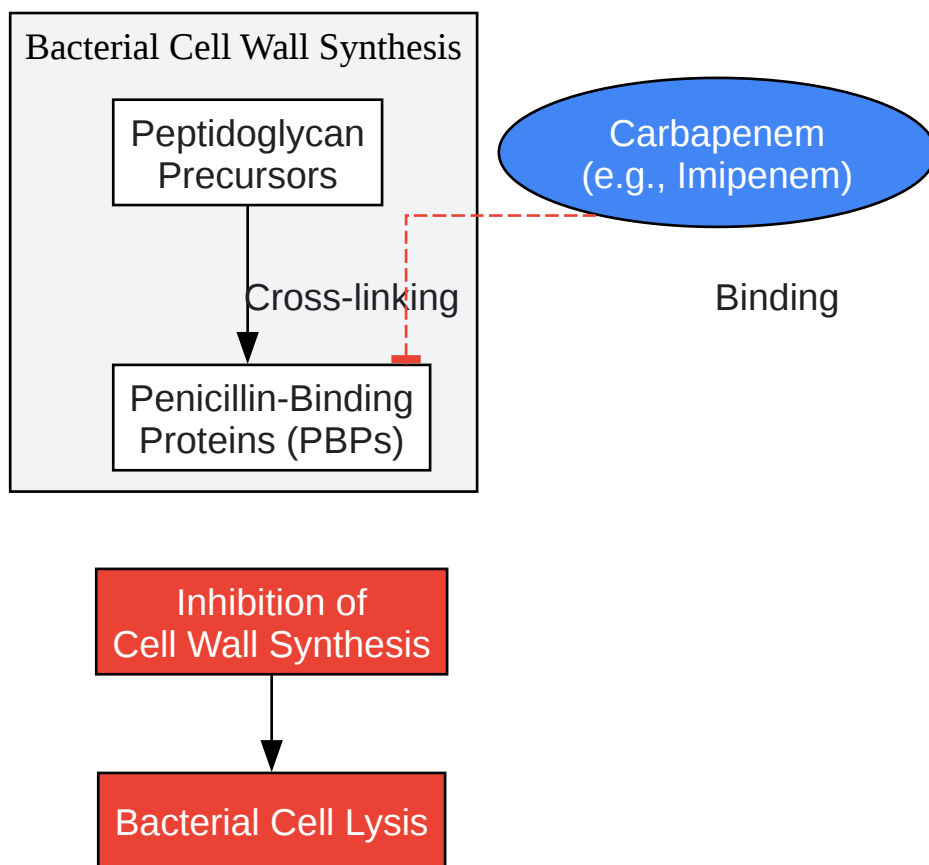 Bacterial Cell Wall Synthesis
Peptidoglycan
Precursors
Carbapenem
(e.g., Imipenem)
Cross-linking
Binding
Penicillin-Binding
Proteins (PBPs)
Inhibition of
Cell Wall Synthesis
Bacterial Cell Lysis